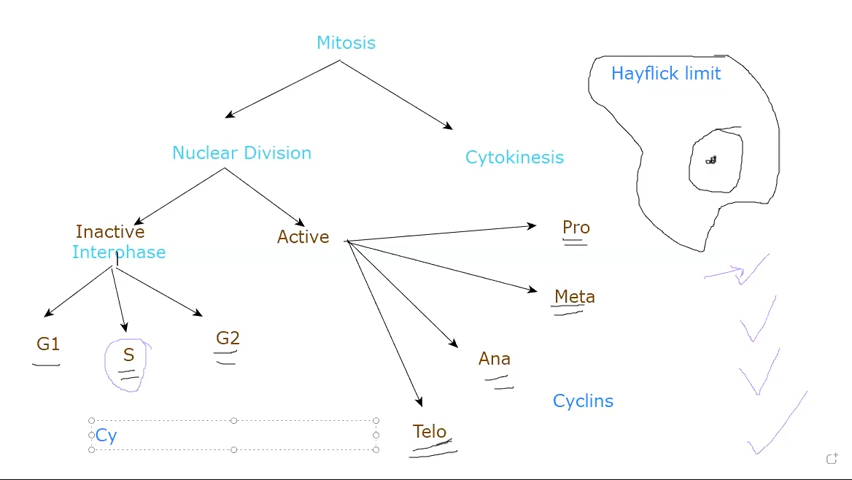 Mitosis
Hayflick limit
Nuclear Division
Cytokinesis
Inactive
Interphase
Active
Pro
Meta
G1
S
G2
Ana
Cyclins
Cy
Telo